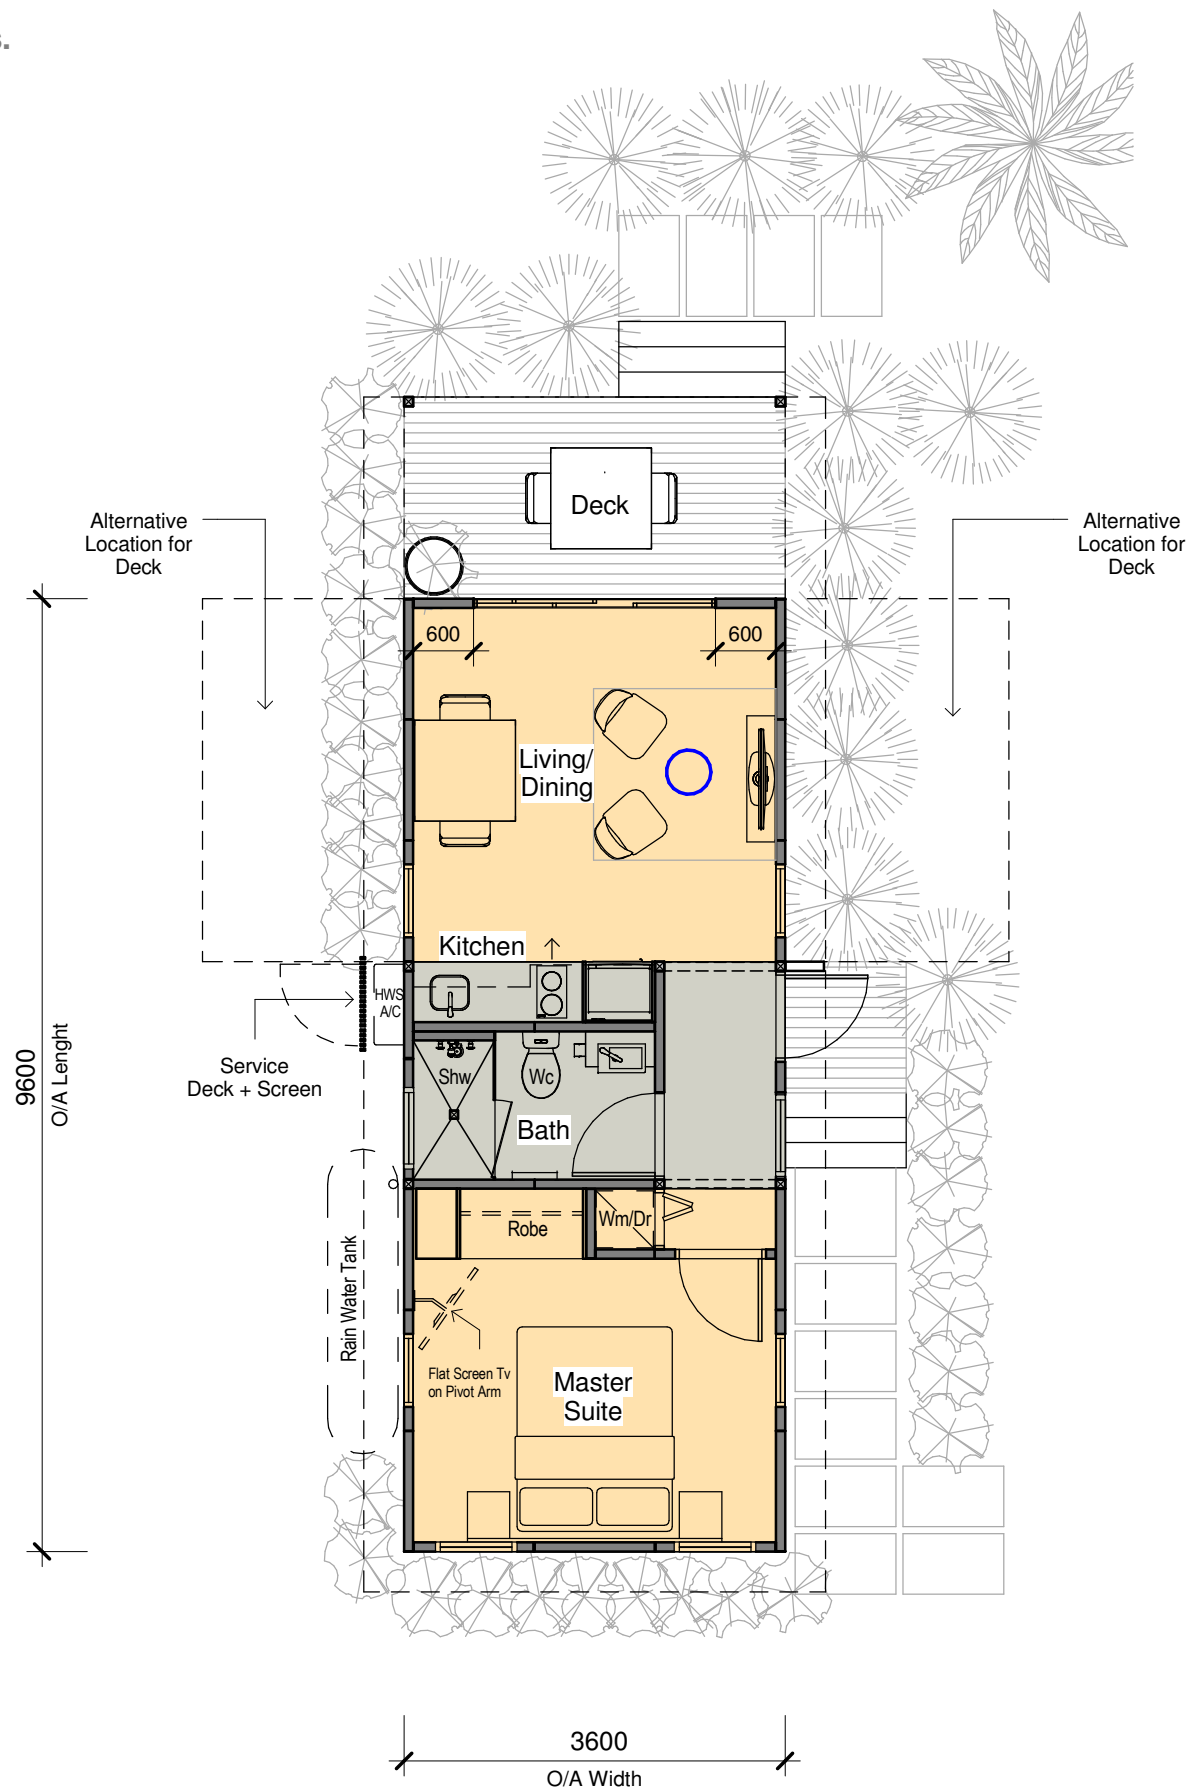 s.
Deck
Alternative
Location for
Deck
Alternative
Location for
Deck
600
600
Living/
Dining
Kitchen
HWS
A/C
Service
Deck + Screen
Shw
Wc
Bath
9600
O/A Lenght
Robe
Wm/Dr
Rain Water Tank
Flat Screen Tv
on Pivot Arm
Master
Suite
3600
O/A Width